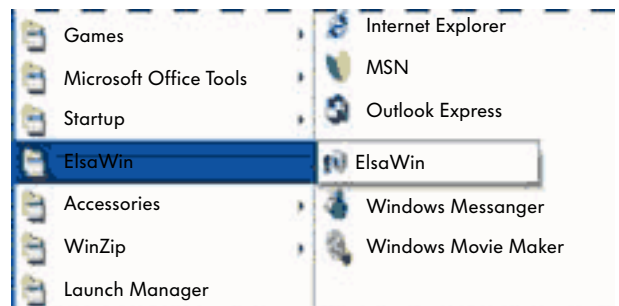 Games
Microsoft Office Tools
Startup
ElsaWin
Accessories
WinZip
Launch Manager
Internet Explorer
MSN
Outlook Express
ElsaWin
Windows Messanger
Windows Movie Maker